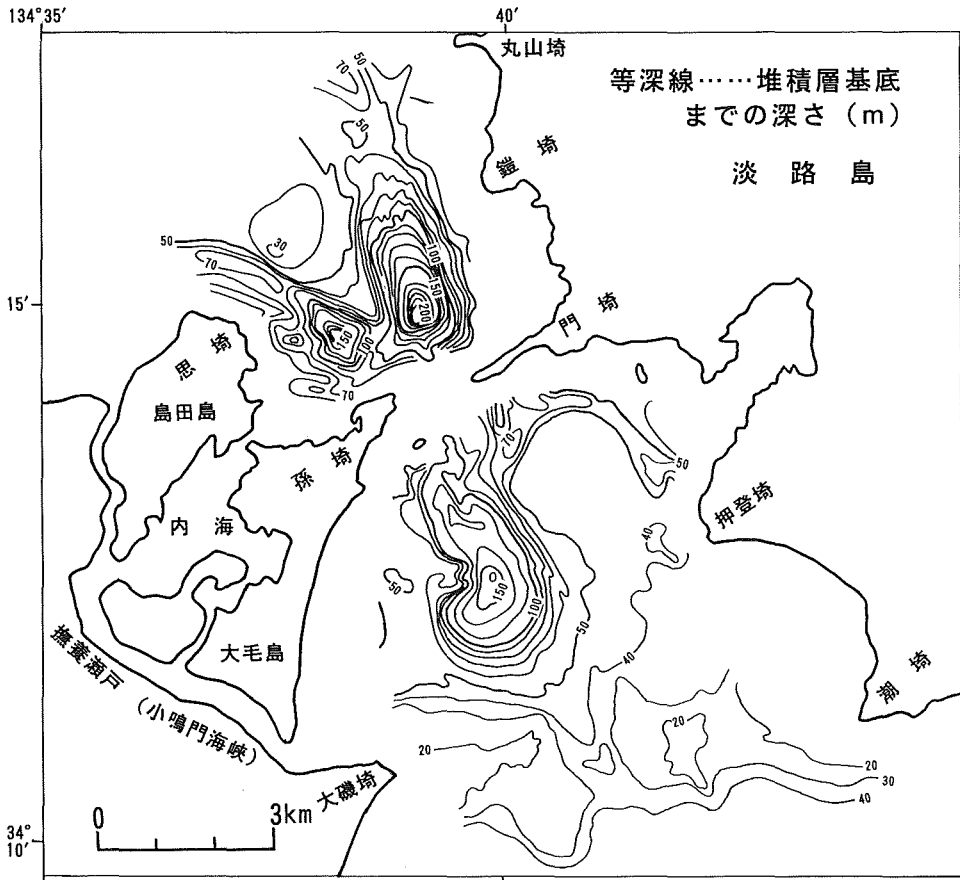 134°35′
40′
丸山埼
等深線……堆積層基底
までの深さ（m）
淡路島
鎧埼
門埼
15′
思埼
島田島
孫埼
内海
押登埼
大毛島
撫養瀬戸
（小鳴門海峡）
潮埼
大磯埼
0 3km
34°
10′
50
70
50
50
30
50
70
100
150
200
150
100
70
70
50
40
50
150
100
50
40
20
20
20
30
40